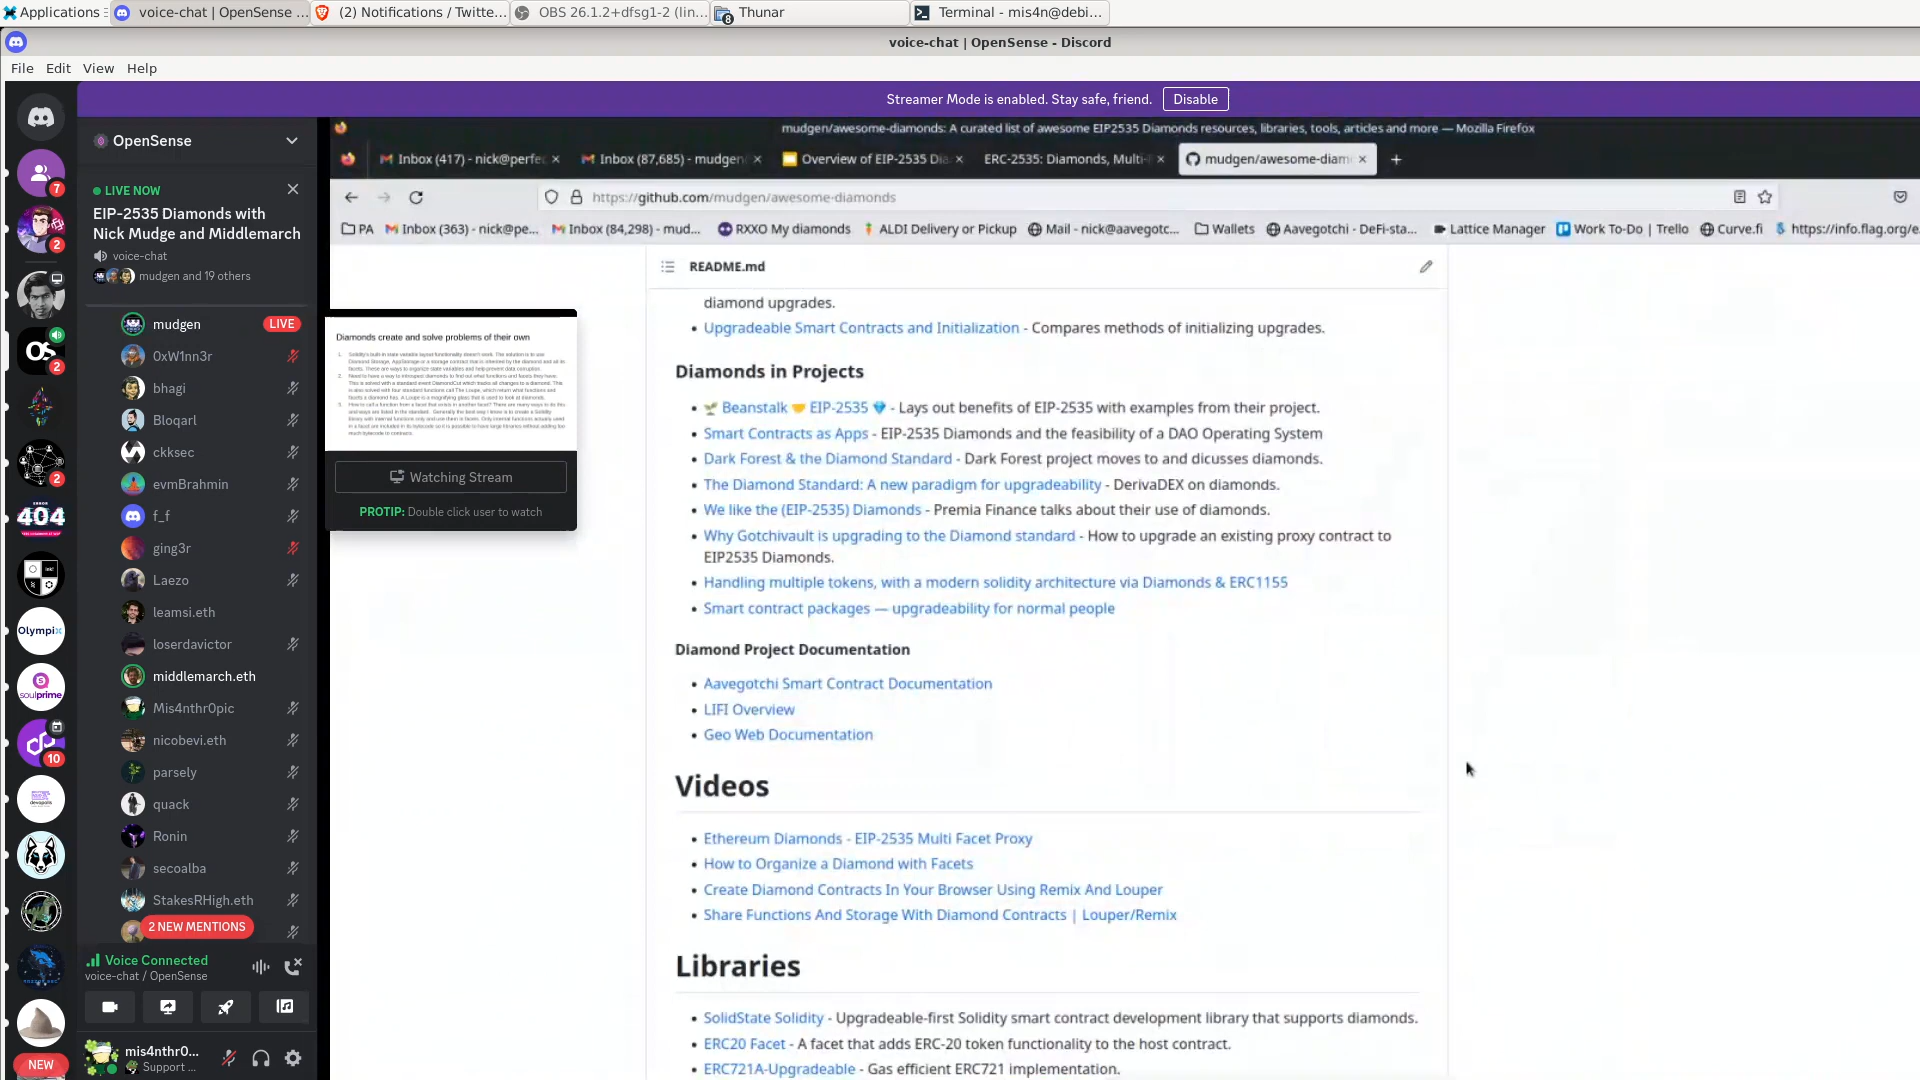 Applications
voice-chat | OpenSense ...
(2) Notifications / Twitte...
OBS 26.1.2+dfsg1-2 (lin...
8
Thunar
Terminal - mis4n@debi...
voice-chat | OpenSense - Discord
File Edit View Help
Streamer Mode is enabled. Stay safe, friend.
Disable
7
2
OS
2
2
404
Olympix
soulprime
10
NEW
OpenSense
LIVE NOW
EIP-2535 Diamonds with
Nick Mudge and Middlemarch
voice-chat
mudgen and 19 others
mudgen LIVE
0xW1nn3r
bhagi
Bloqarl
ckksec
evmBrahmin
f_f
ging3r
Laezo
leamsi.eth
loserdavictor
middlemarch.eth
Mis4nthr0pic
nicobevi.eth
parsely
quack
Ronin
secoalba
StakesRHigh.eth
2 NEW MENTIONS
Voice Connected
voice-chat / OpenSense
mis4nthr0...
Support ...
Diamonds create and solve problems of their own
Watching Stream
PROTIP: Double click user to watch
mudgen/awesome-diamonds: A curated list of awesome EIP2535 Diamonds resources, libraries, tools, articles and more — Mozilla Firefox
Inbox (417) - nick@perfe
Inbox (87,685) - mudgen
Overview of EIP-2535 Dia
ERC-2535: Diamonds, Multi-F
mudgen/awesome-diam
https://github.com/mudgen/awesome-diamonds
PA
Inbox (363) - nick@pe...
Inbox (84,298) - mud...
RXXO My diamonds
ALDI Delivery or Pickup
Mail - nick@aavegotc...
Wallets
Aavegotchi - DeFi-sta...
Lattice Manager
Work To-Do | Trello
Curve.fi
https://info.flag.org/e
README.md
diamond upgrades.
• Upgradeable Smart Contracts and Initialization - Compares methods of initializing upgrades.
Diamonds in Projects
• 🌱 Beanstalk 🤝 EIP-2535 💎 - Lays out benefits of EIP-2535 with examples from their project.
• Smart Contracts as Apps - EIP-2535 Diamonds and the feasibility of a DAO Operating System
• Dark Forest & the Diamond Standard - Dark Forest project moves to and dicusses diamonds.
• The Diamond Standard: A new paradigm for upgradeability - DerivaDEX on diamonds.
• We like the (EIP-2535) Diamonds - Premia Finance talks about their use of diamonds.
• Why Gotchivault is upgrading to the Diamond standard - How to upgrade an existing proxy contract to
EIP2535 Diamonds.
• Handling multiple tokens, with a modern solidity architecture via Diamonds & ERC1155
• Smart contract packages — upgradeability for normal people
Diamond Project Documentation
• Aavegotchi Smart Contract Documentation
• LIFI Overview
• Geo Web Documentation
Videos
• Ethereum Diamonds - EIP-2535 Multi Facet Proxy
• How to Organize a Diamond with Facets
• Create Diamond Contracts In Your Browser Using Remix And Louper
• Share Functions And Storage With Diamond Contracts | Louper/Remix
Libraries
• SolidState Solidity - Upgradeable-first Solidity smart contract development library that supports diamonds.
• ERC20 Facet - A facet that adds ERC-20 token functionality to the host contract.
• ERC721A-Upgradeable - Gas efficient ERC721 implementation.